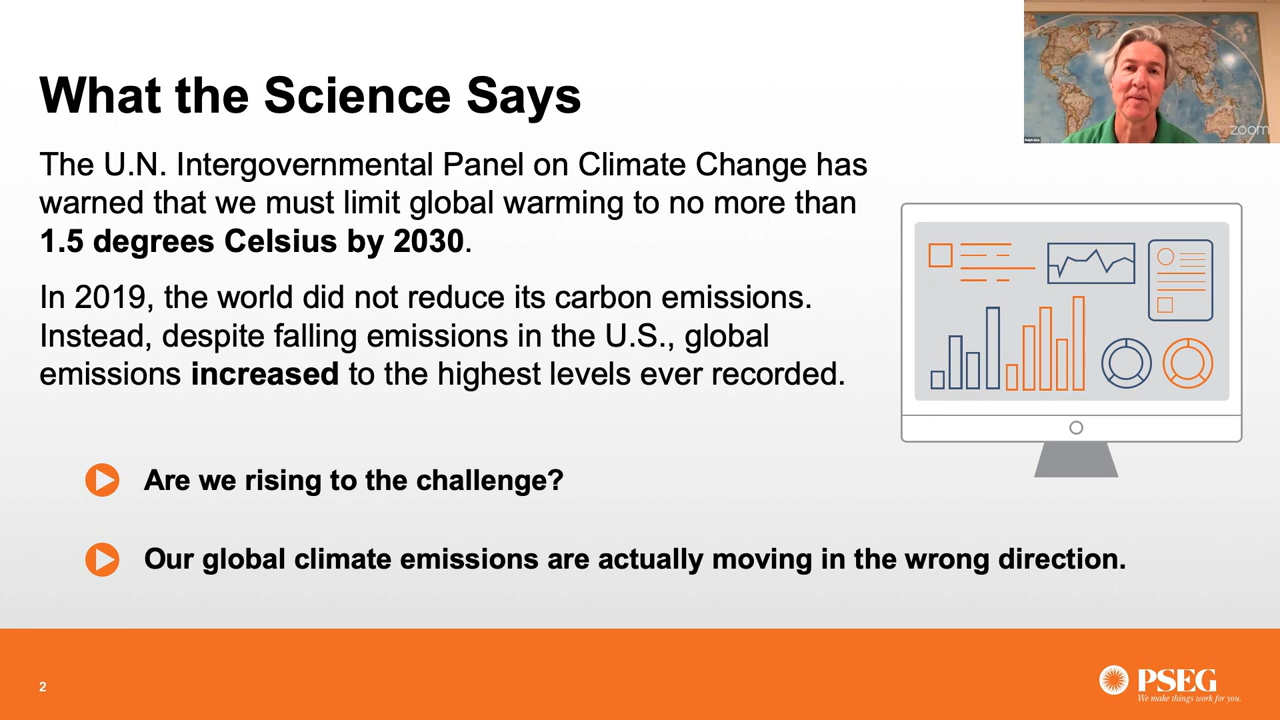 What the Science Says
zoom
The U.N. Intergovernmental Panel on Climate Change has
warned that we must limit global warming to no more than
1.5 degrees Celsius by 2030.
In 2019, the world did not reduce its carbon emissions.
Instead, despite falling emissions in the U.S., global
emissions increased to the highest levels ever recorded.
Are we rising to the challenge?
Our global climate emissions are actually moving in the wrong direction.
2
PSEG
We make things work for you.